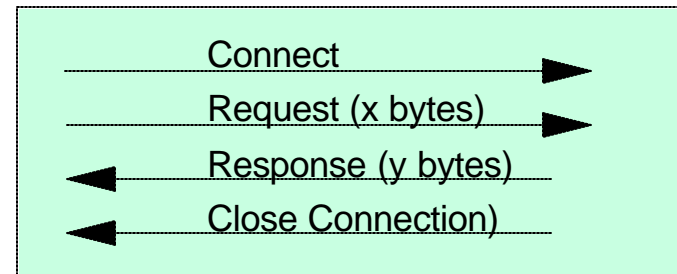 Connect
Request (x bytes)
Response (y bytes)
Close Connection)